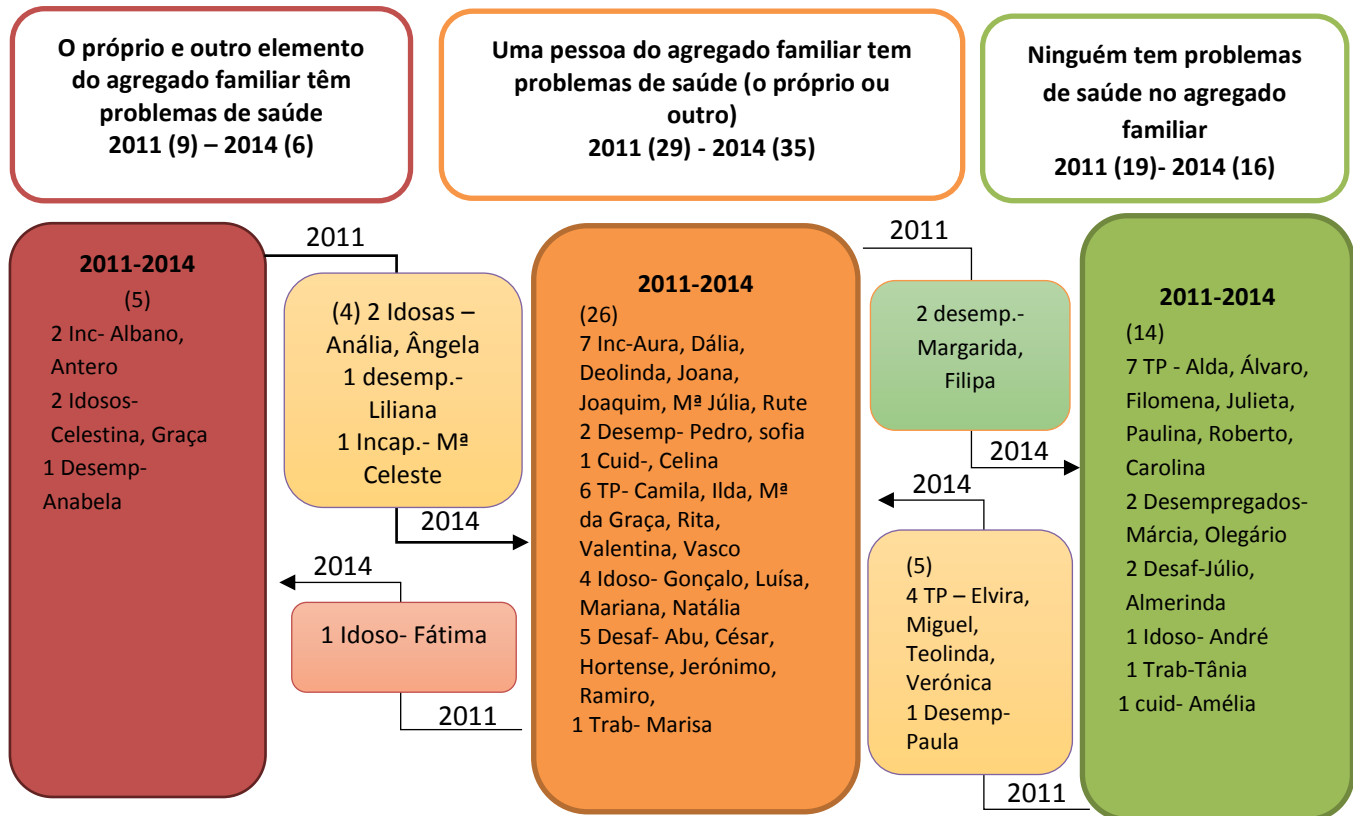 O próprio e outro elemento
do agregado familiar têm
problemas de saúde
2011 (9) – 2014 (6)
Uma pessoa do agregado familiar tem
problemas de saúde (o próprio ou
outro)
2011 (29) - 2014 (35)
Ninguém tem problemas
de saúde no agregado
familiar
2011 (19)- 2014 (16)
2011-2014
(5)
2 Inc- Albano,
Antero
2 Idosos-
Celestina, Graça
1 Desemp-
Anabela
2011
(4) 2 Idosas –
Anália, Ângela
1 desemp.-
Liliana
1 Incap.- Mª
Celeste
2014
2014
1 Idoso- Fátima
2011
2011-2014
(26)
7 Inc-Aura, Dália,
Deolinda, Joana,
Joaquim, Mª Júlia, Rute
2 Desemp- Pedro, sofia
1 Cuid-, Celina
6 TP- Camila, Ilda, Mª
da Graça, Rita,
Valentina, Vasco
4 Idoso- Gonçalo, Luísa,
Mariana, Natália
5 Desaf- Abu, César,
Hortense, Jerónimo,
Ramiro,
1 Trab- Marisa
2011
2 desemp.-
Margarida,
Filipa
2014
2014
(5)
4 TP – Elvira,
Miguel,
Teolinda,
Verónica
1 Desemp-
Paula
2011
2011-2014
(14)
7 TP - Alda, Álvaro,
Filomena, Julieta,
Paulina, Roberto,
Carolina
2 Desempregados-
Márcia, Olegário
2 Desaf-Júlio,
Almerinda
1 Idoso- André
1 Trab-Tânia
1 cuid- Amélia